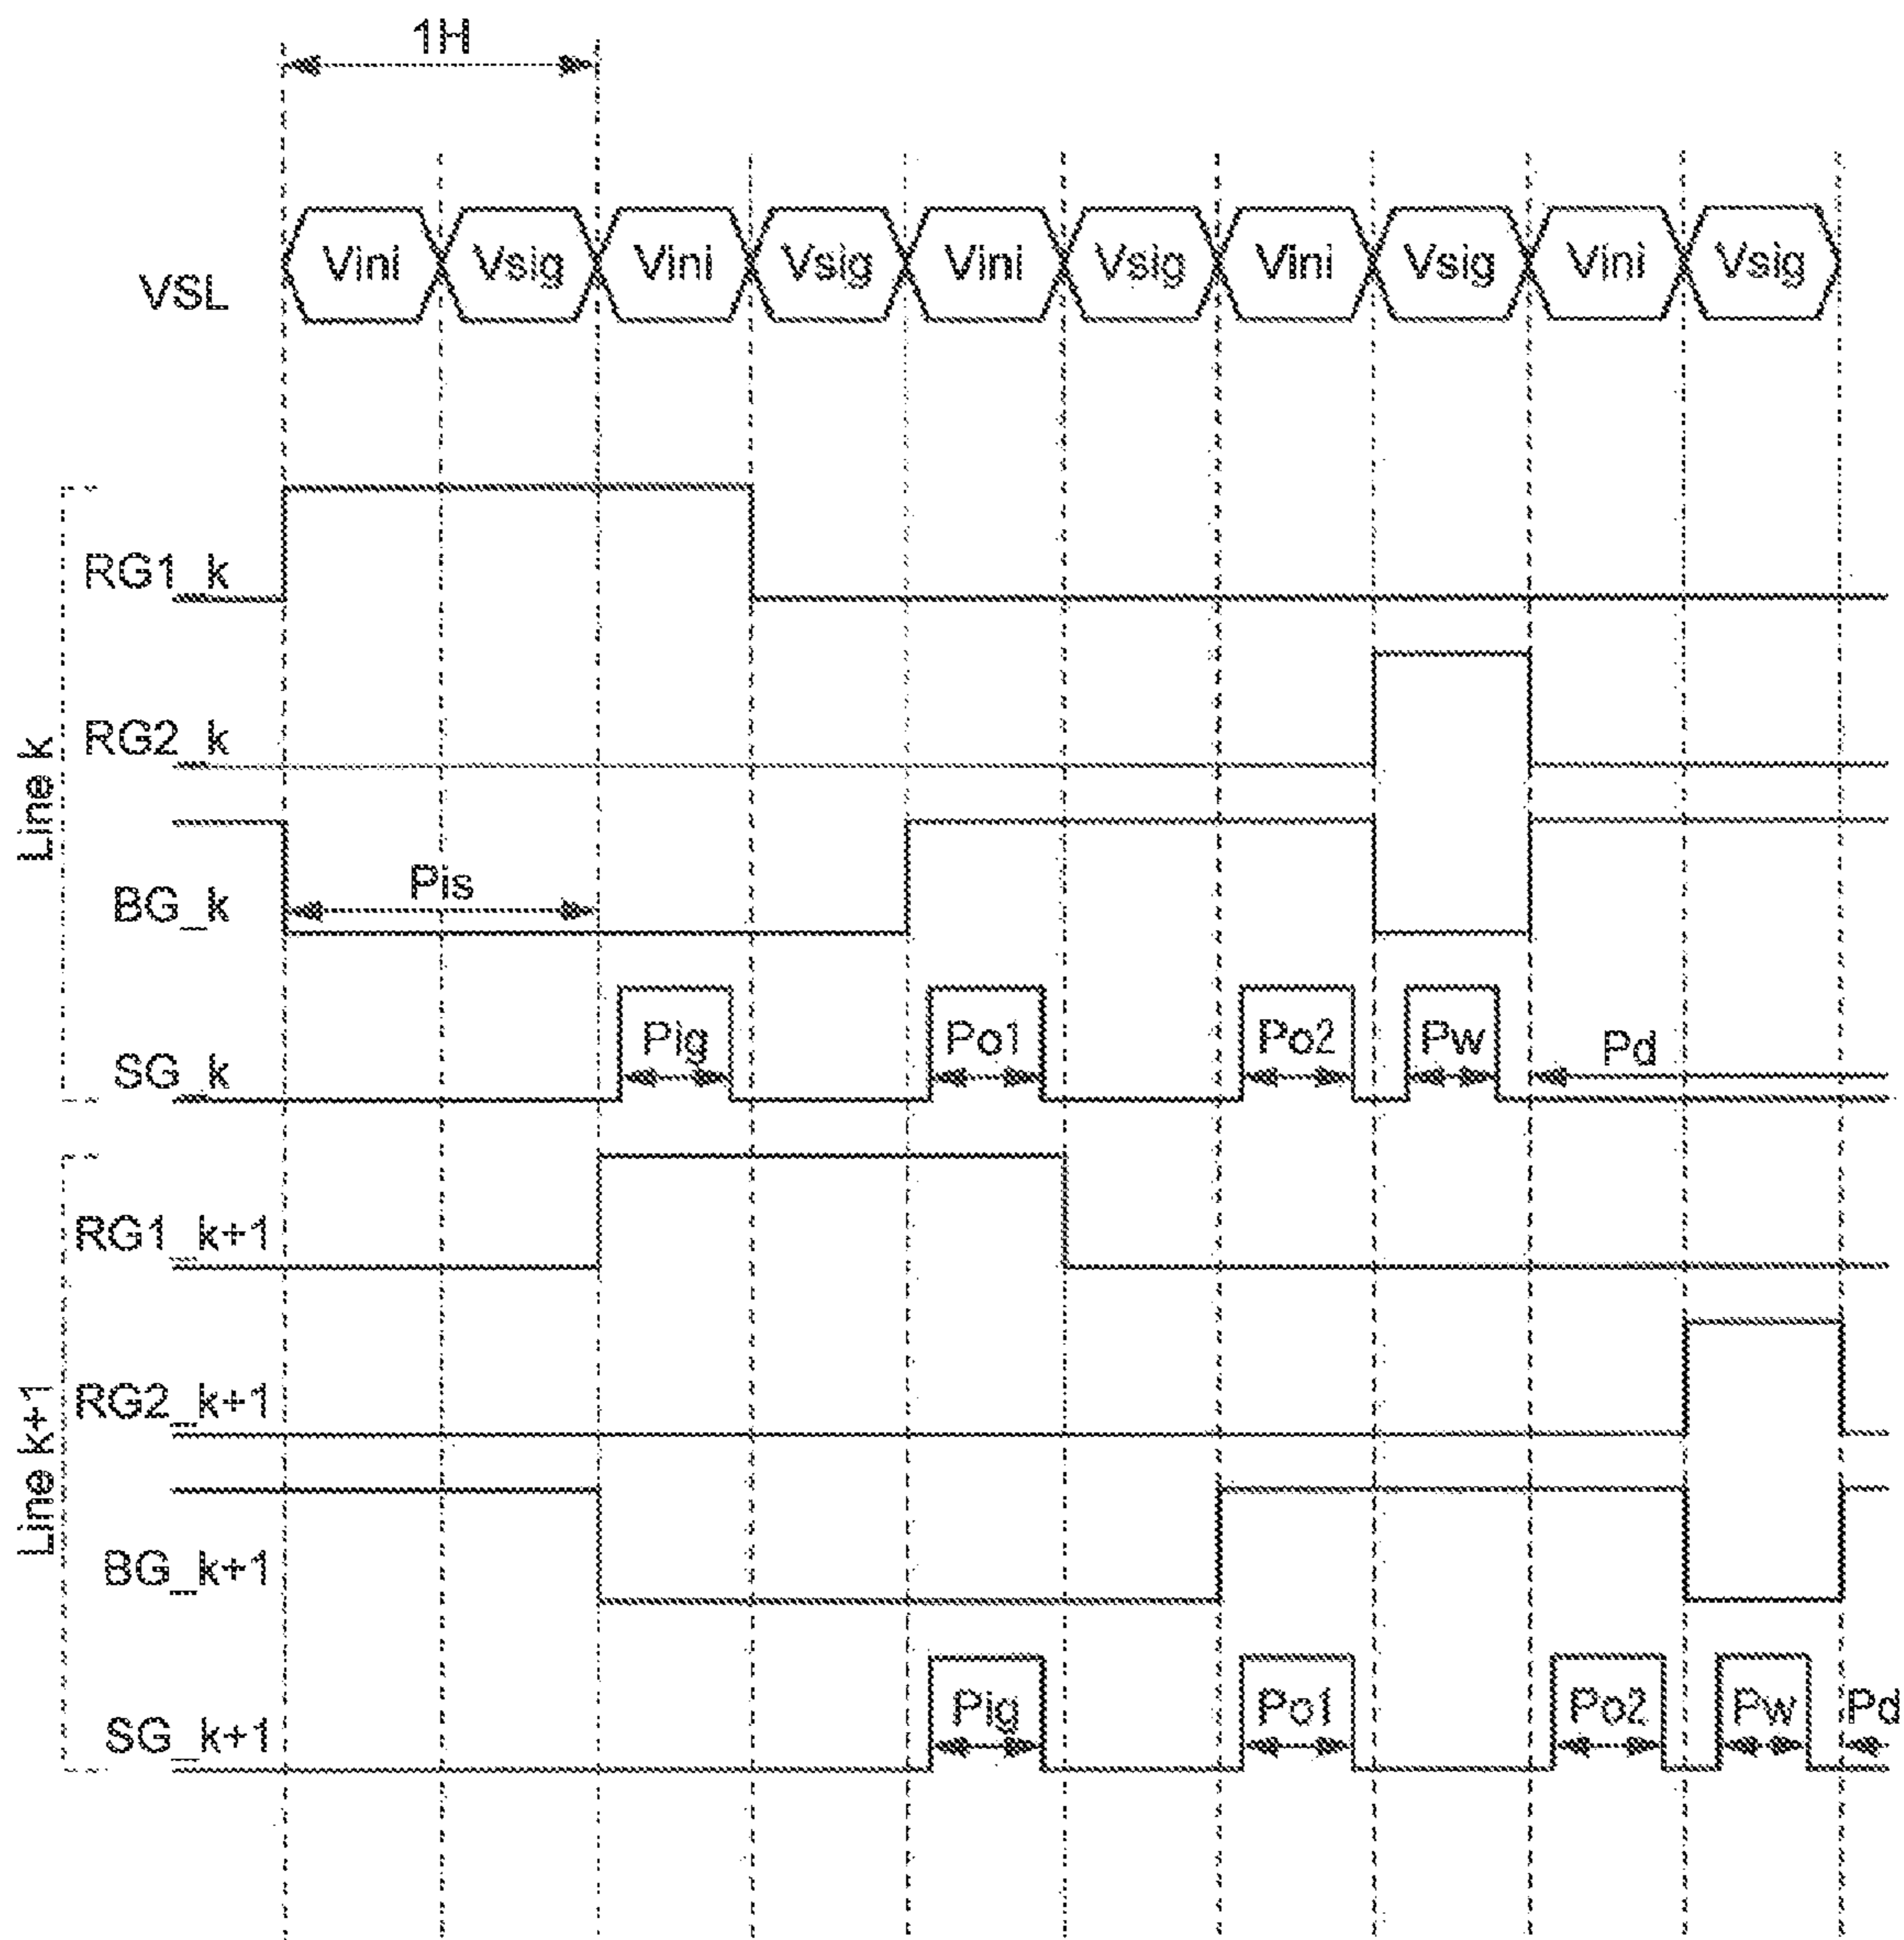 1H
VSL Vini Vsig Vini Vsig Vini Vsig Vini Vsig Vini Vsig
Line k
RG1_k
RG2_k
BG_k Pis
SG_k Pig Po1 Po2 Pw Pd
Line k+1
RG1_k+1
RG2_k+1
BG_k+1
SG_k+1 Pig Po1 Po2 Pw Pd